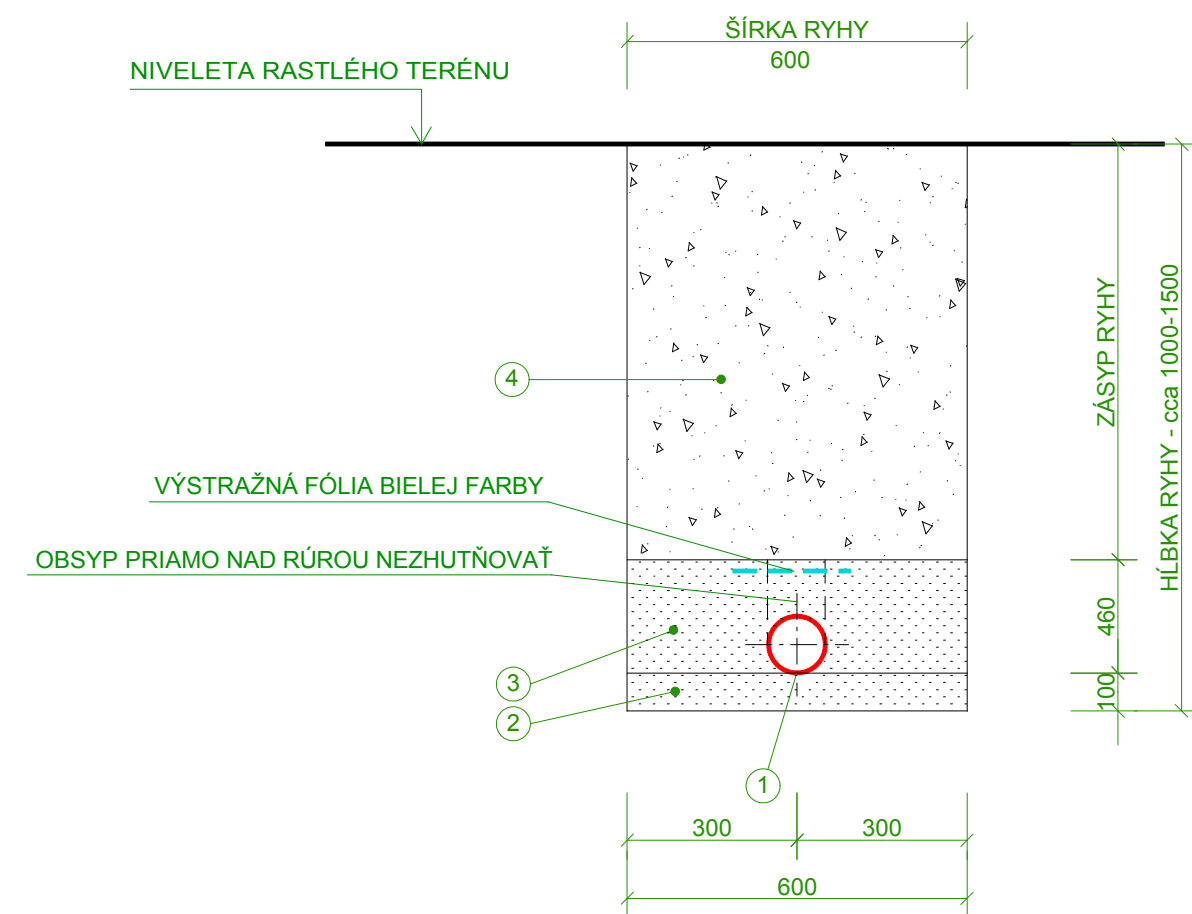 ŠÍRKA RYHY
600
NIVELETA RASTLÉHO TERÉNU
4
VÝSTRAŽNÁ FÓLIA BIELEJ FARBY
OBSYP PRIAMO NAD RÚROU NEZHUTŇOVAŤ
3
2
1
ZÁSYP RYHY
460
100
HĹBKA RYHY - cca 1000-1500
300
300
600